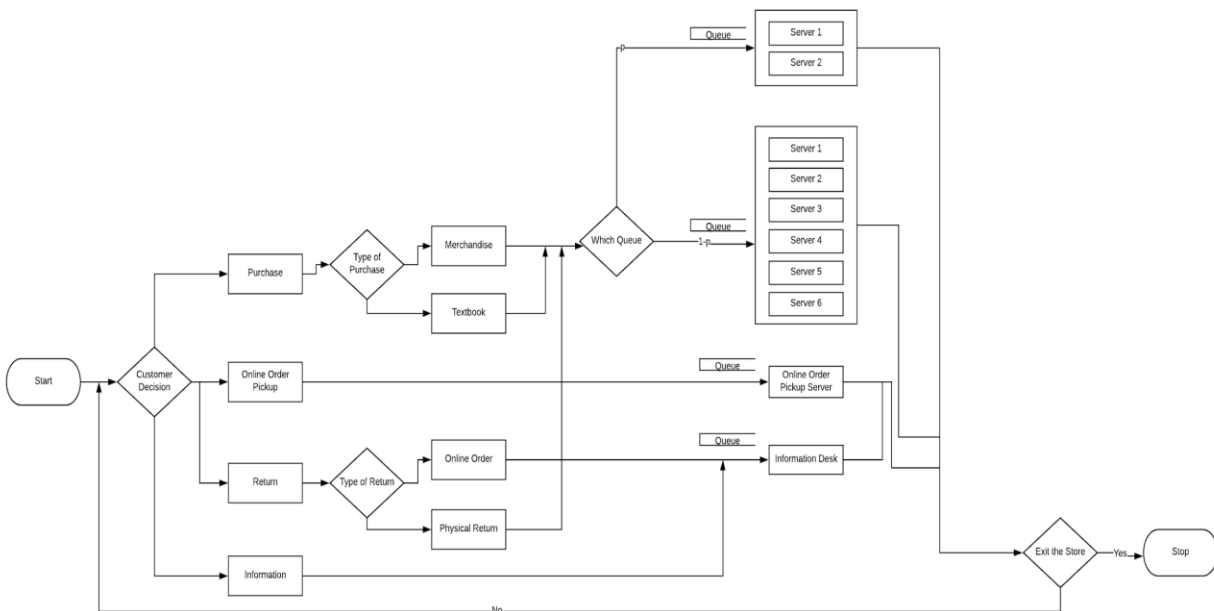 Queue
Server 1
Server 2
p
Server 1
Server 2
Server 3
Server 4
Server 5
Server 6
Queue
Which Queue
1-p
Type of
Purchase
Merchandise
Purchase
Textbook
Start
Customer
Decision
Online Order
Pickup
Queue
Online Order
Pickup Server
Queue
Return
Type of Return
Online Order
Information Desk
Physical Return
Information
Exit the Store
Yes
Stop
No